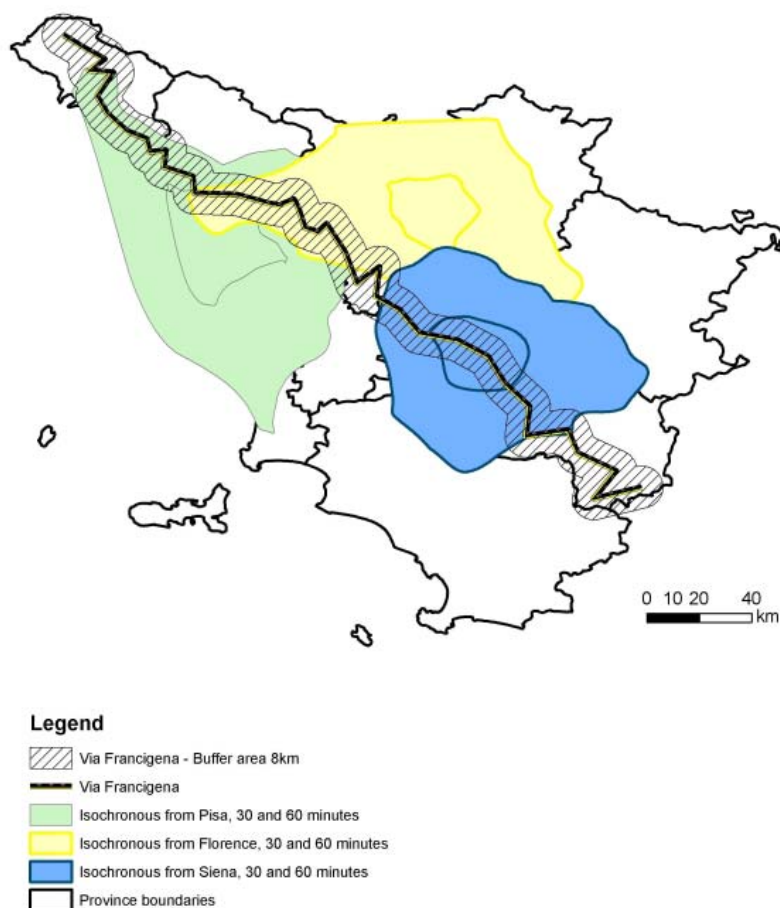 0 10 20 40
km
Legend
Via Francigena - Buffer area 8km
Via Francigena
Isochronous from Pisa, 30 and 60 minutes
Isochronous from Florence, 30 and 60 minutes
Isochronous from Siena, 30 and 60 minutes
Province boundaries